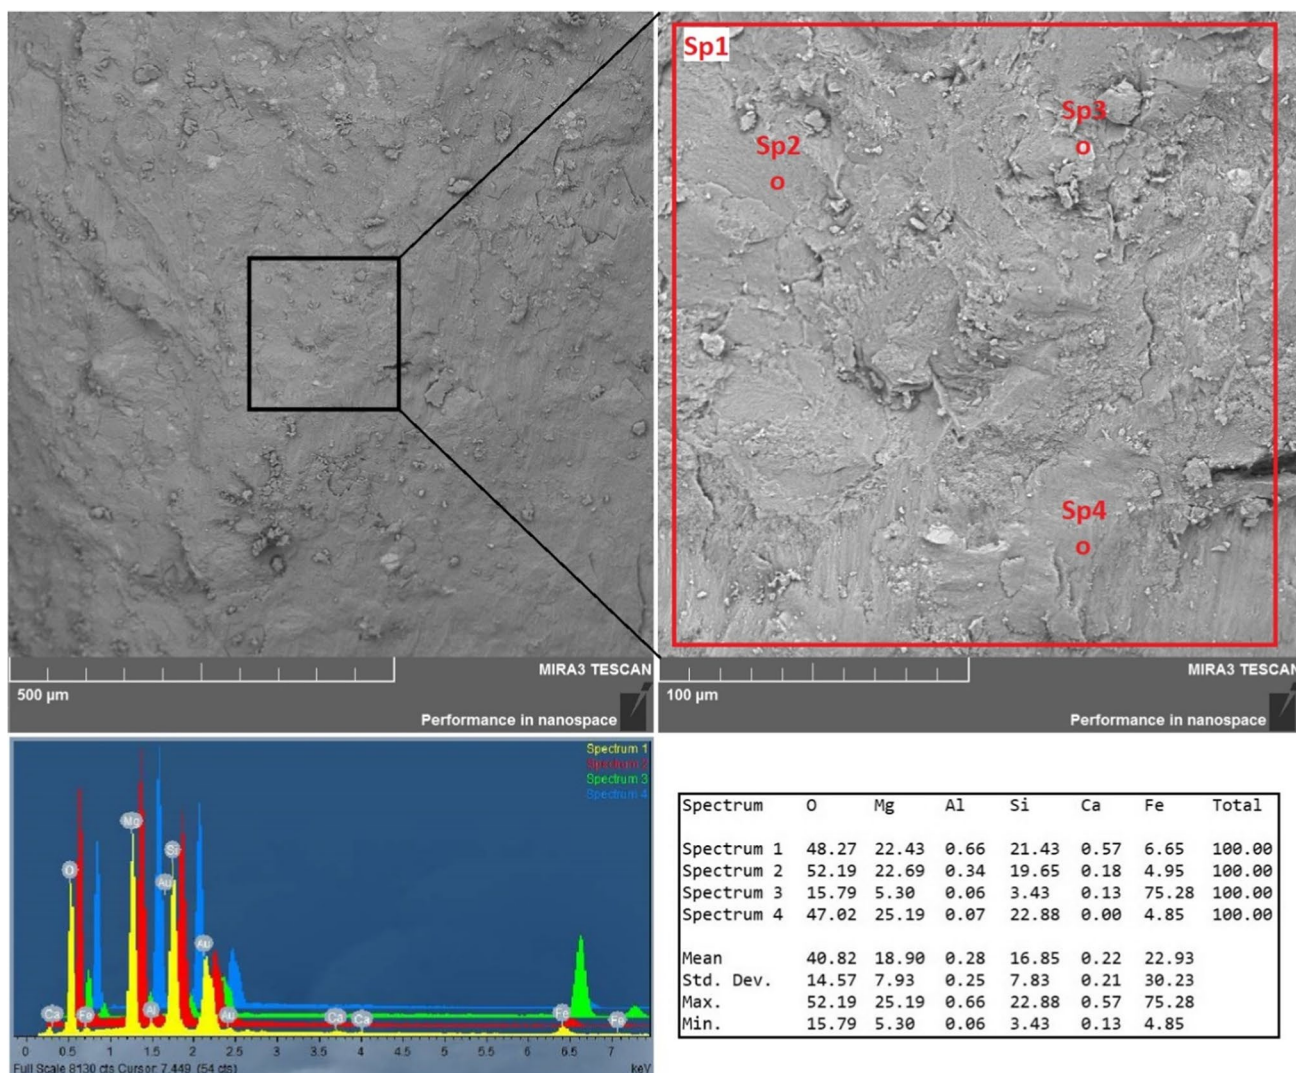 Sp1
Sp3
Sp2
Sp4
MIRA3 TESCAN
500 µm
Performance in nanospace
MIRA3 TESCAN
100 µm
Performance in nanospace
Spectrum 1
Spectrum 2
Spectrum 3
Spectrum 4
Mg
Si
O
Au
Au
Ca Fe Al Au Ca Ca Fe Fe
0 0.5 1 1.5 2 2.5 3 3.5 4 4.5 5 5.5 6 6.5 7
Full Scale 8130 cts Cursor: 7.449 (54 cts) keV
Spectrum O Mg Al Si Ca Fe Total
Spectrum 1 48.27 22.43 0.66 21.43 0.57 6.65 100.00
Spectrum 2 52.19 22.69 0.34 19.65 0.18 4.95 100.00
Spectrum 3 15.79 5.30 0.06 3.43 0.13 75.28 100.00
Spectrum 4 47.02 25.19 0.07 22.88 0.00 4.85 100.00
Mean 40.82 18.90 0.28 16.85 0.22 22.93
Std. Dev. 14.57 7.93 0.25 7.83 0.21 30.23
Max. 52.19 25.19 0.66 22.88 0.57 75.28
Min. 15.79 5.30 0.06 3.43 0.13 4.85